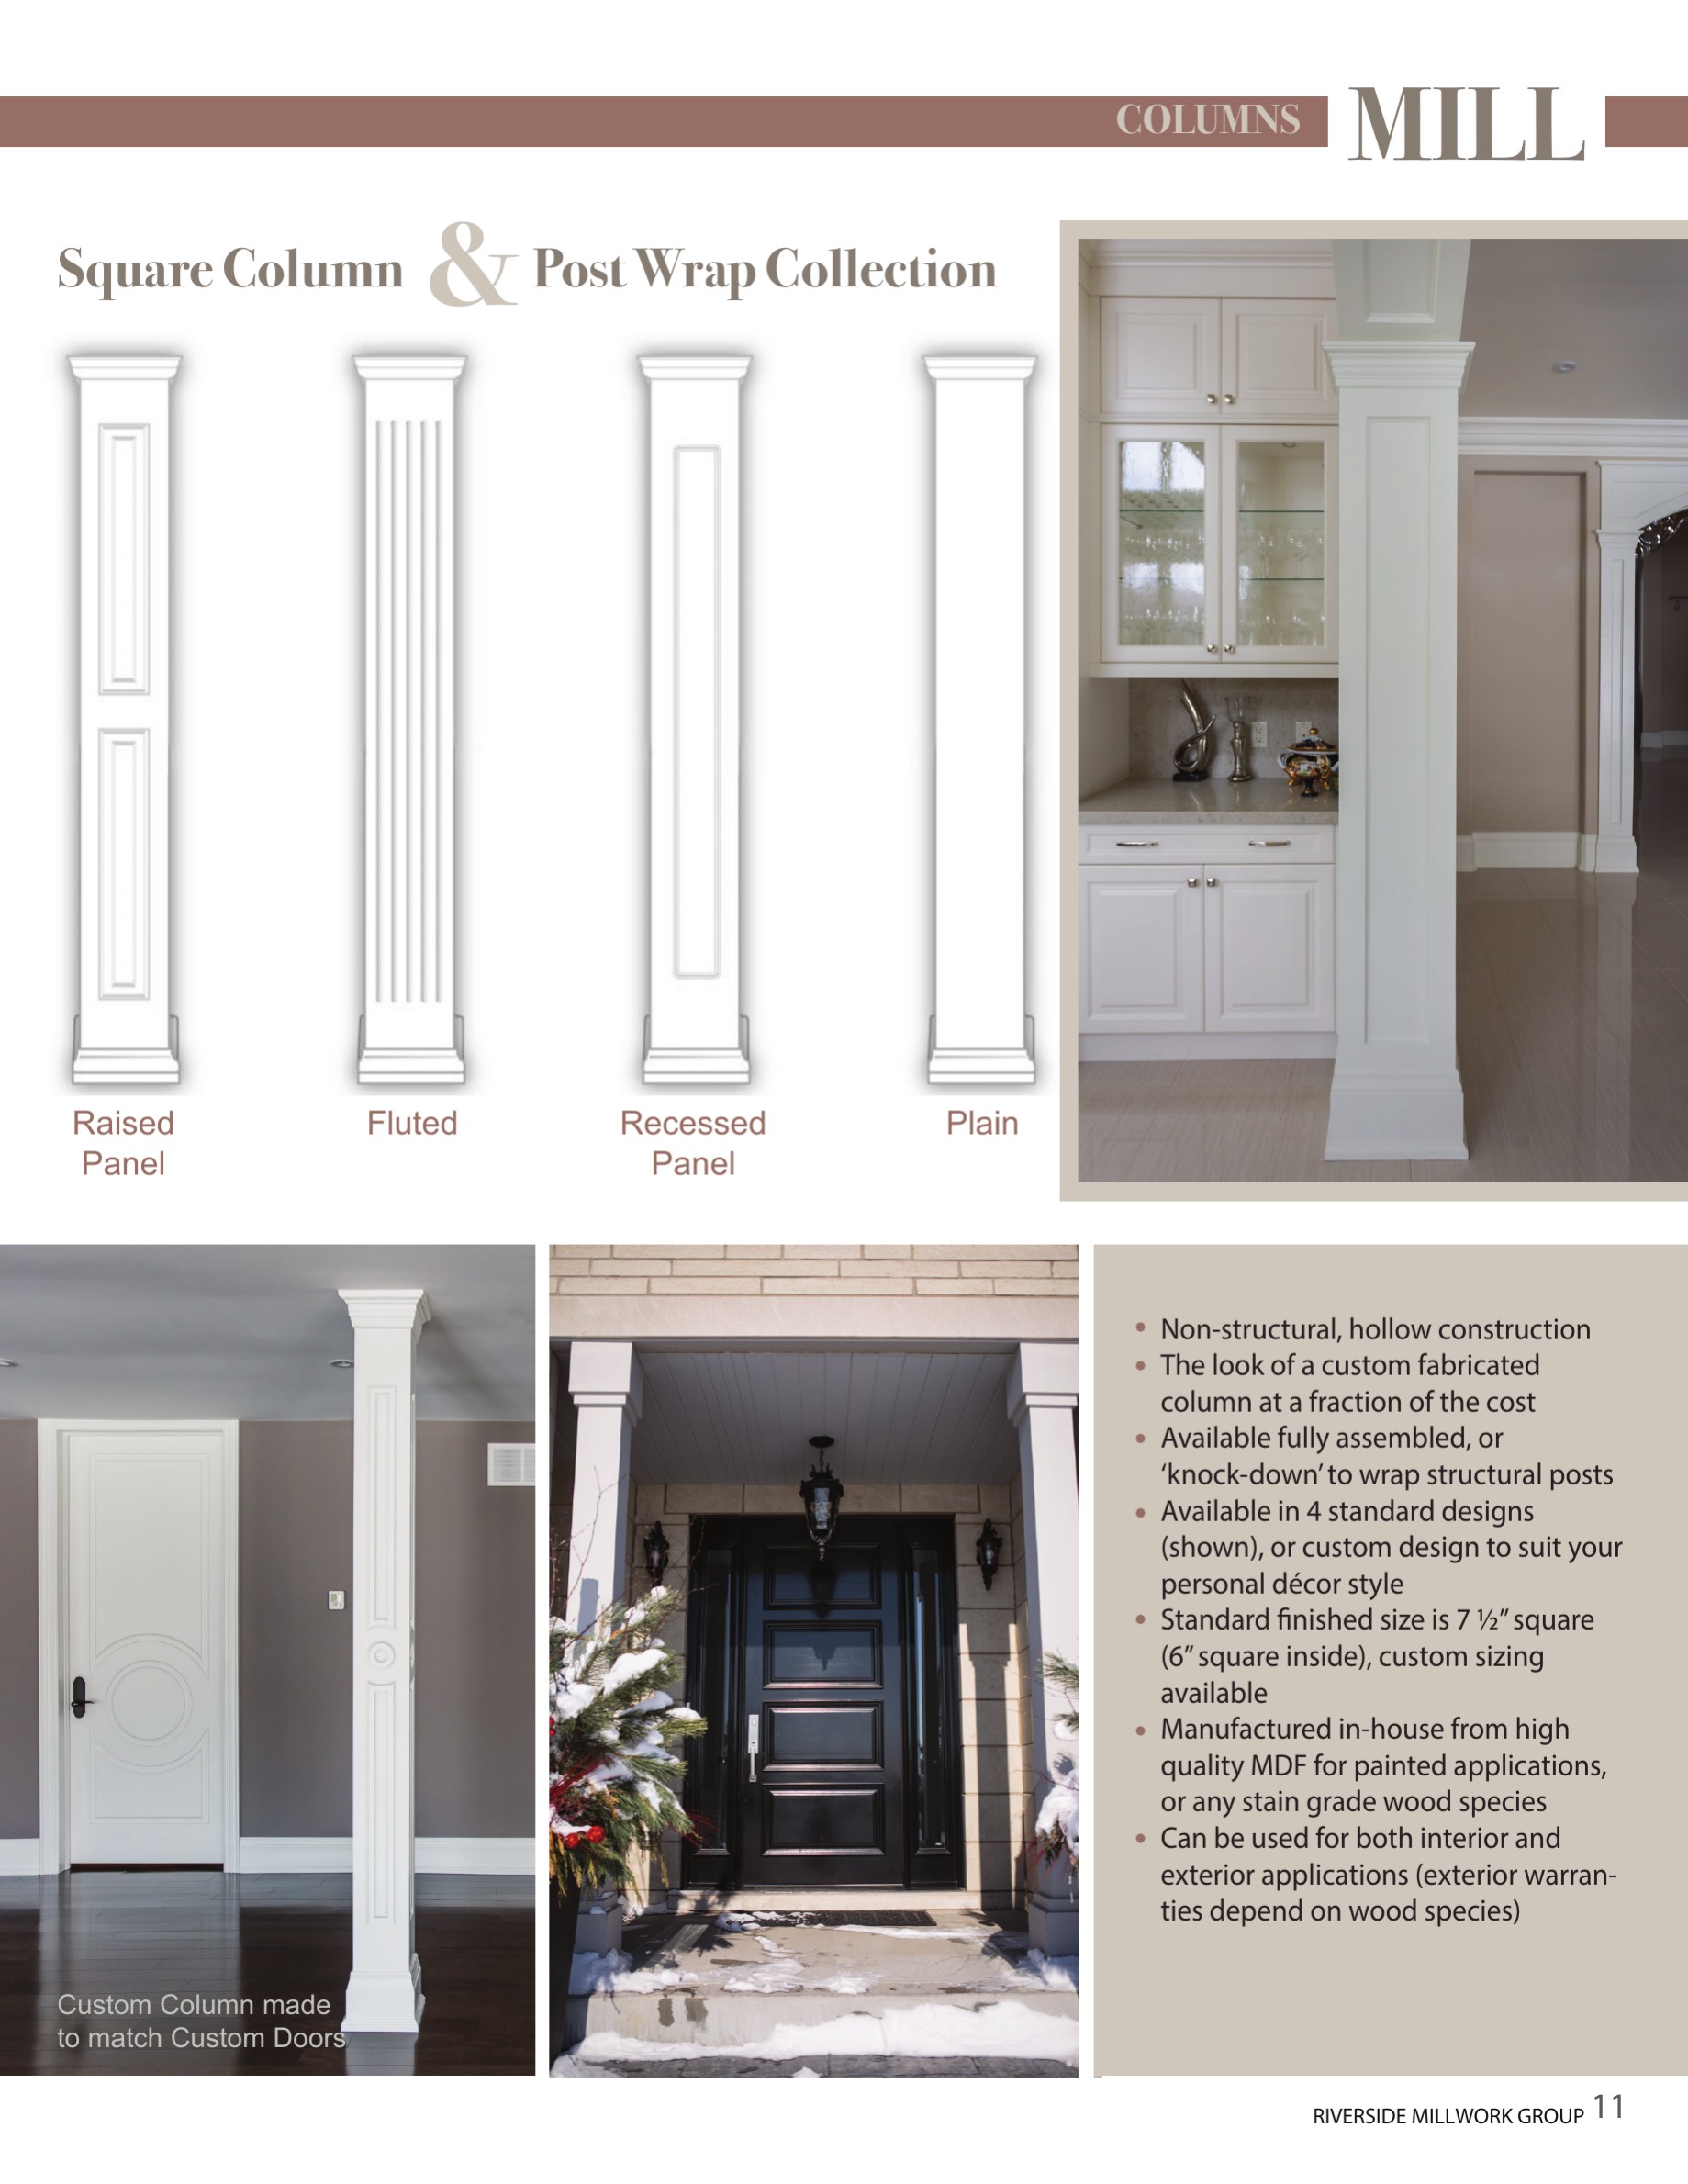 COLUMNS MILL
Square Column & Post Wrap Collection
Raised
Panel
Fluted
Recessed
Panel
Plain
Custom Column made
to match Custom Doors
• Non-structural, hollow construction
• The look of a custom fabricated
column at a fraction of the cost
• Available fully assembled, or
‘knock-down’ to wrap structural posts
• Available in 4 standard designs
(shown), or custom design to suit your
personal décor style
• Standard finished size is 7 ½” square
(6” square inside), custom sizing
available
• Manufactured in-house from high
quality MDF for painted applications,
or any stain grade wood species
• Can be used for both interior and
exterior applications (exterior warran-
ties depend on wood species)
RIVERSIDE MILLWORK GROUP 11